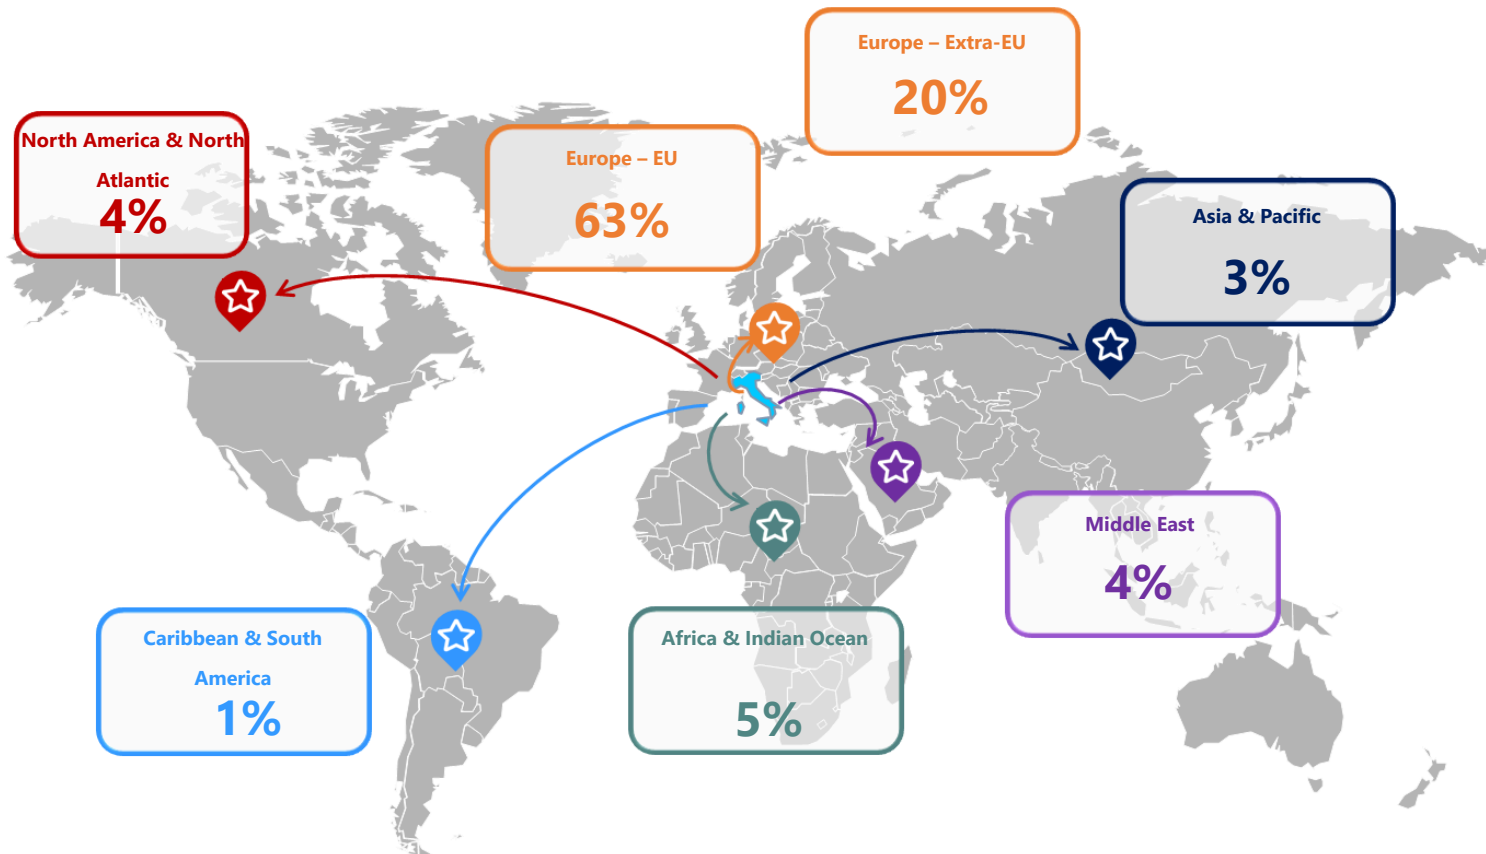 Europe – Extra-EU
20%
North America & North
Atlantic
4%
Europe – EU
63%
Asia & Pacific
3%
Middle East
4%
Caribbean & South
America
1%
Africa & Indian Ocean
5%